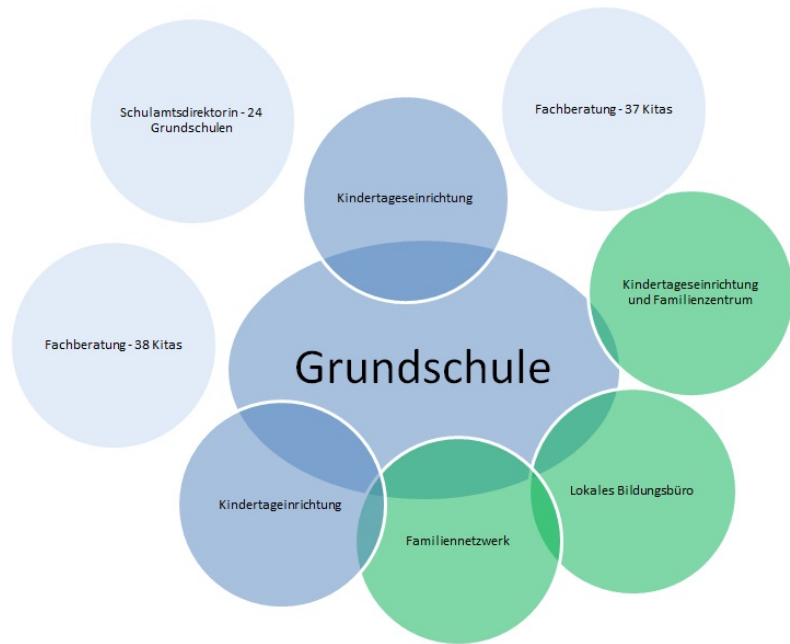 Schulamtsdirektorin - 24
Grundschulen
Fachberatung - 37 Kitas
Kindertageseinrichtung
Kindertageseinrichtung
und Familienzentrum
Fachberatung - 38 Kitas
Grundschule
Lokales Bildungsbüro
Kindertageinrichtung
Familiennetzwerk